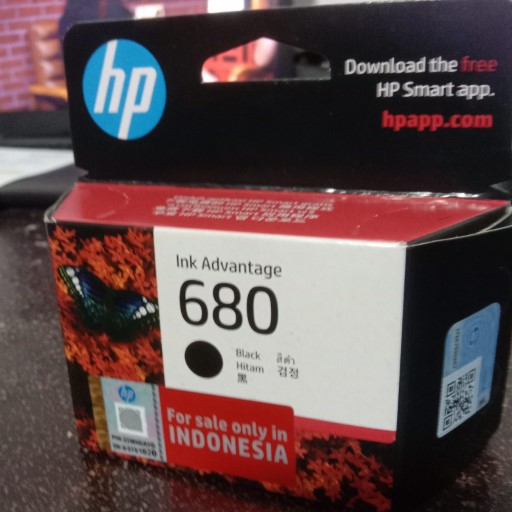 hp
Download the free
HP Smart app.
hpapp.com
Ink Advantage
680
Black
Hitam
黑
สีดำ
검정
hp
For sale only in
INDONESIA